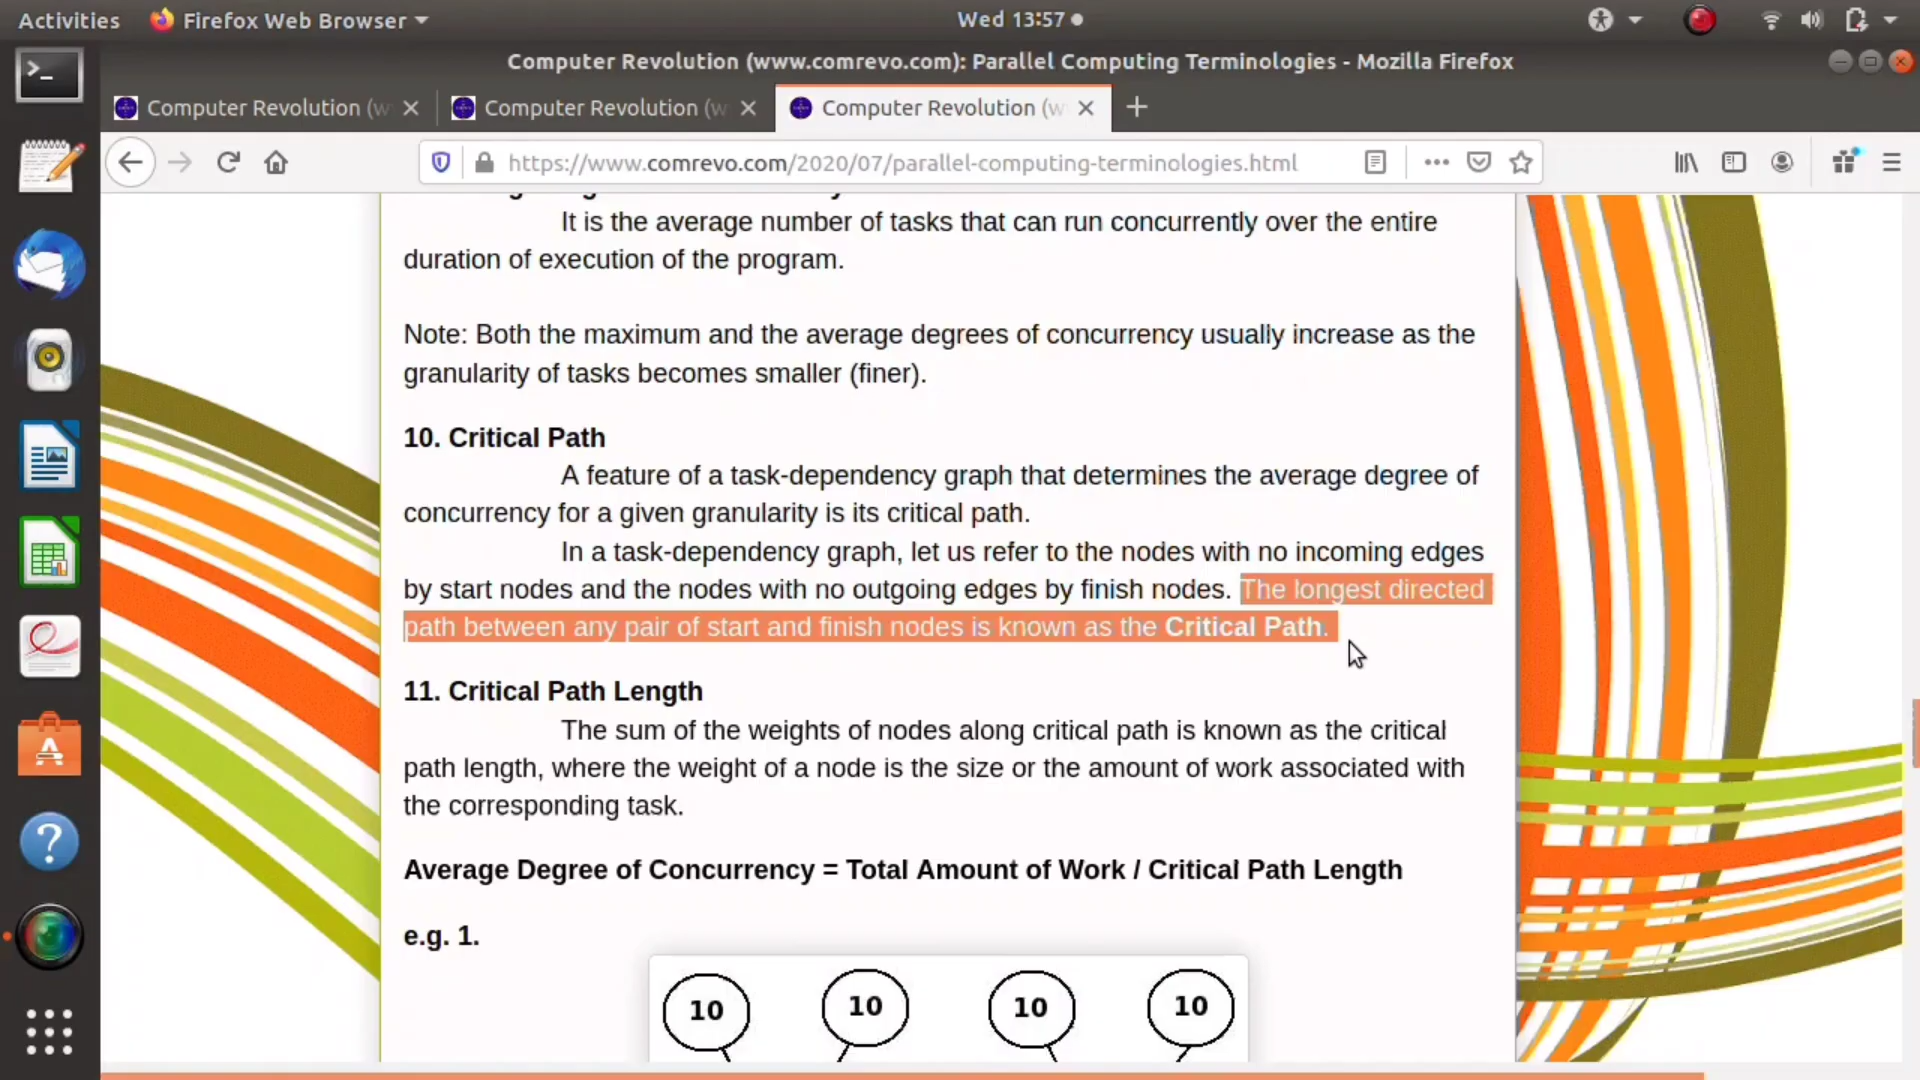 Activities Firefox Web Browser Wed 13:57
Computer Revolution (www.comrevo.com): Parallel Computing Terminologies - Mozilla Firefox
Computer Revolution (w Computer Revolution (w Computer Revolution (w
https://www.comrevo.com/2020/07/parallel-computing-terminologies.html
It is the average number of tasks that can run concurrently over the entire
duration of execution of the program.
Note: Both the maximum and the average degrees of concurrency usually increase as the
granularity of tasks becomes smaller (finer).
10. Critical Path
A feature of a task-dependency graph that determines the average degree of
concurrency for a given granularity is its critical path.
In a task-dependency graph, let us refer to the nodes with no incoming edges
by start nodes and the nodes with no outgoing edges by finish nodes. The longest directed
path between any pair of start and finish nodes is known as the Critical Path.
11. Critical Path Length
The sum of the weights of nodes along critical path is known as the critical
path length, where the weight of a node is the size or the amount of work associated with
the corresponding task.
Average Degree of Concurrency = Total Amount of Work / Critical Path Length
e.g. 1.
10 10 10 10